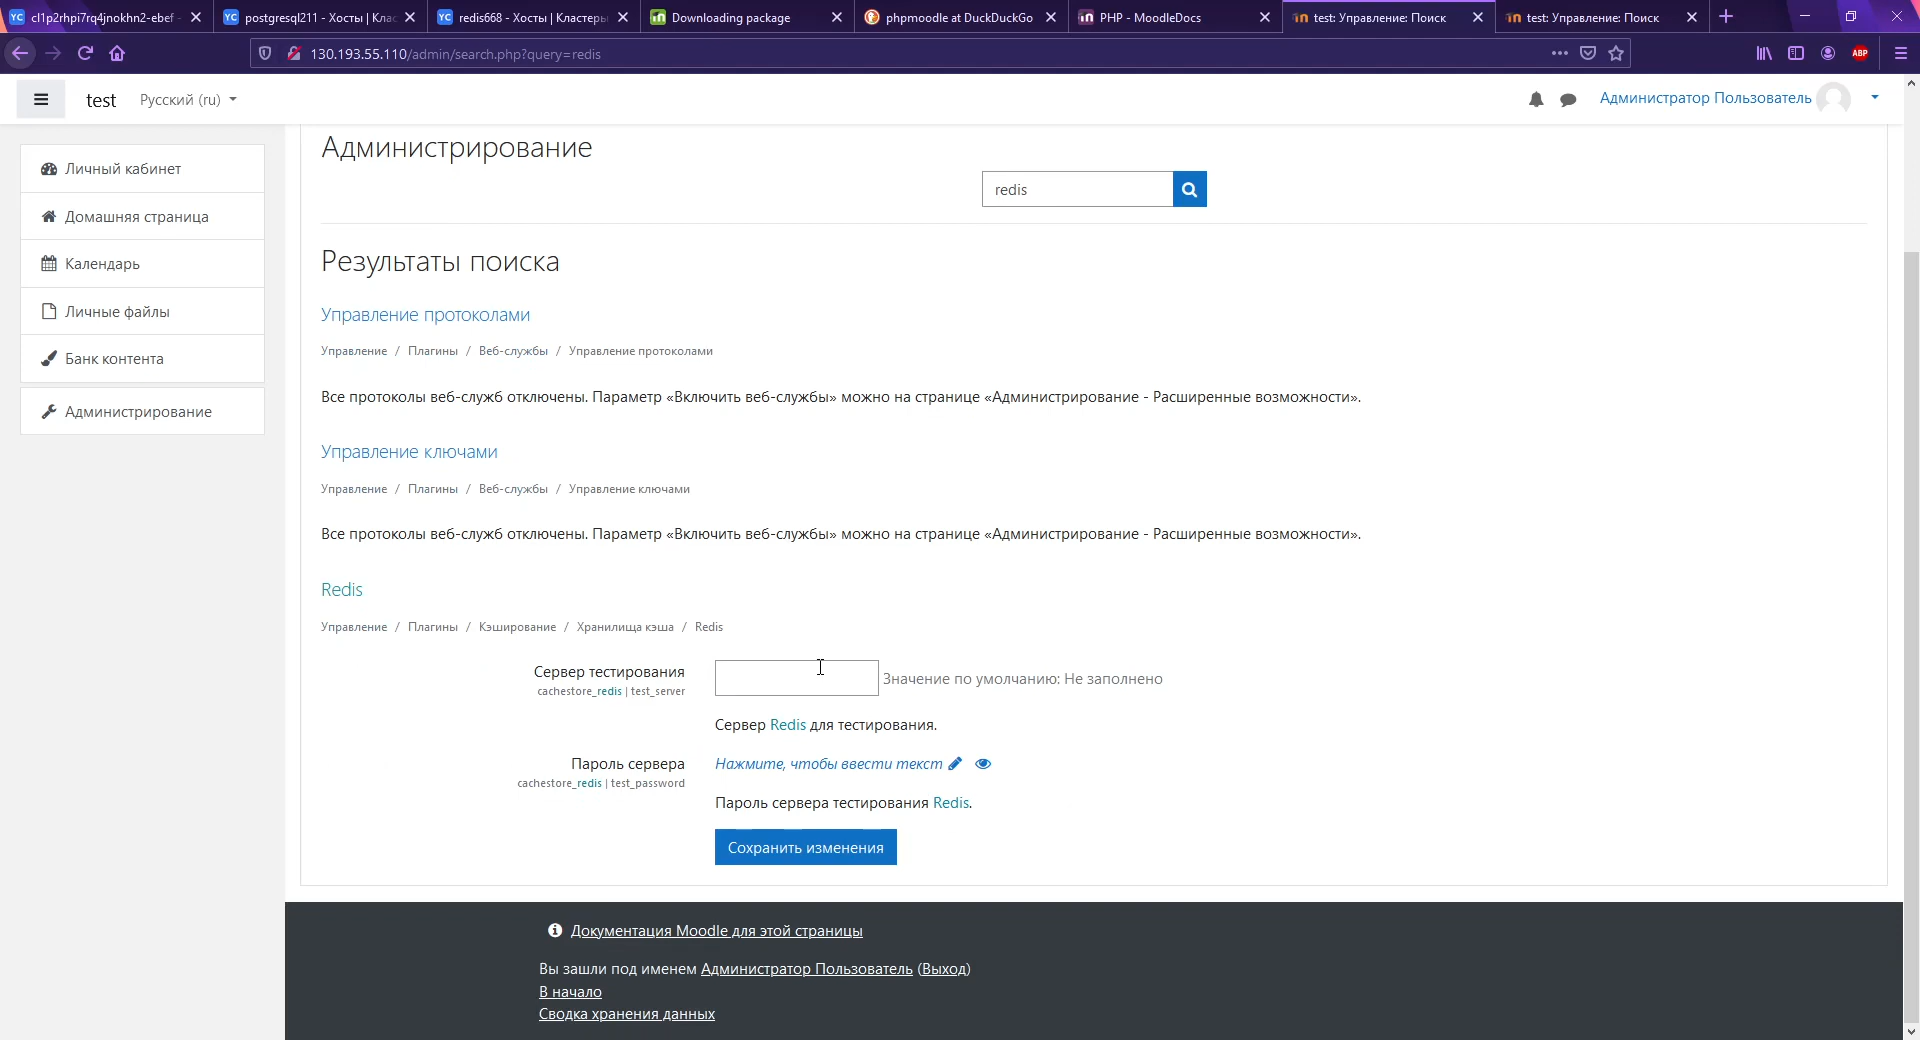 cl1p2rhpi7rq4jnokhn2-ebef
postgresql211 - Хосты | Клас
redis668 - Хосты | Кластеры
Downloading package
phpmoodle at DuckDuckGo
PHP - MoodleDocs
test: Управление: Поиск
test: Управление: Поиск
130.193.55.110/admin/search.php?query=redis
ABP
test
Русский (ru)
Администратор Пользователь
Личный кабинет
Домашняя страница
Календарь
Личные файлы
Банк контента
Администрирование
Администрирование
redis
Результаты поиска
Управление протоколами
Управление / Плагины / Веб-службы / Управление протоколами
Все протоколы веб-служб отключены. Параметр «Включить веб-службы» можно на странице «Администрирование - Расширенные возможности».
Управление ключами
Управление / Плагины / Веб-службы / Управление ключами
Все протоколы веб-служб отключены. Параметр «Включить веб-службы» можно на странице «Администрирование - Расширенные возможности».
Redis
Управление / Плагины / Кэширование / Хранилища кэша / Redis
Сервер тестирования
cachestore_redis | test_server
Значение по умолчанию: Не заполнено
Сервер Redis для тестирования.
Пароль сервера
cachestore_redis | test_password
Нажмите, чтобы ввести текст
Пароль сервера тестирования Redis.
Сохранить изменения
Документация Moodle для этой страницы
Вы зашли под именем Администратор Пользователь (Выход)
В начало
Сводка хранения данных